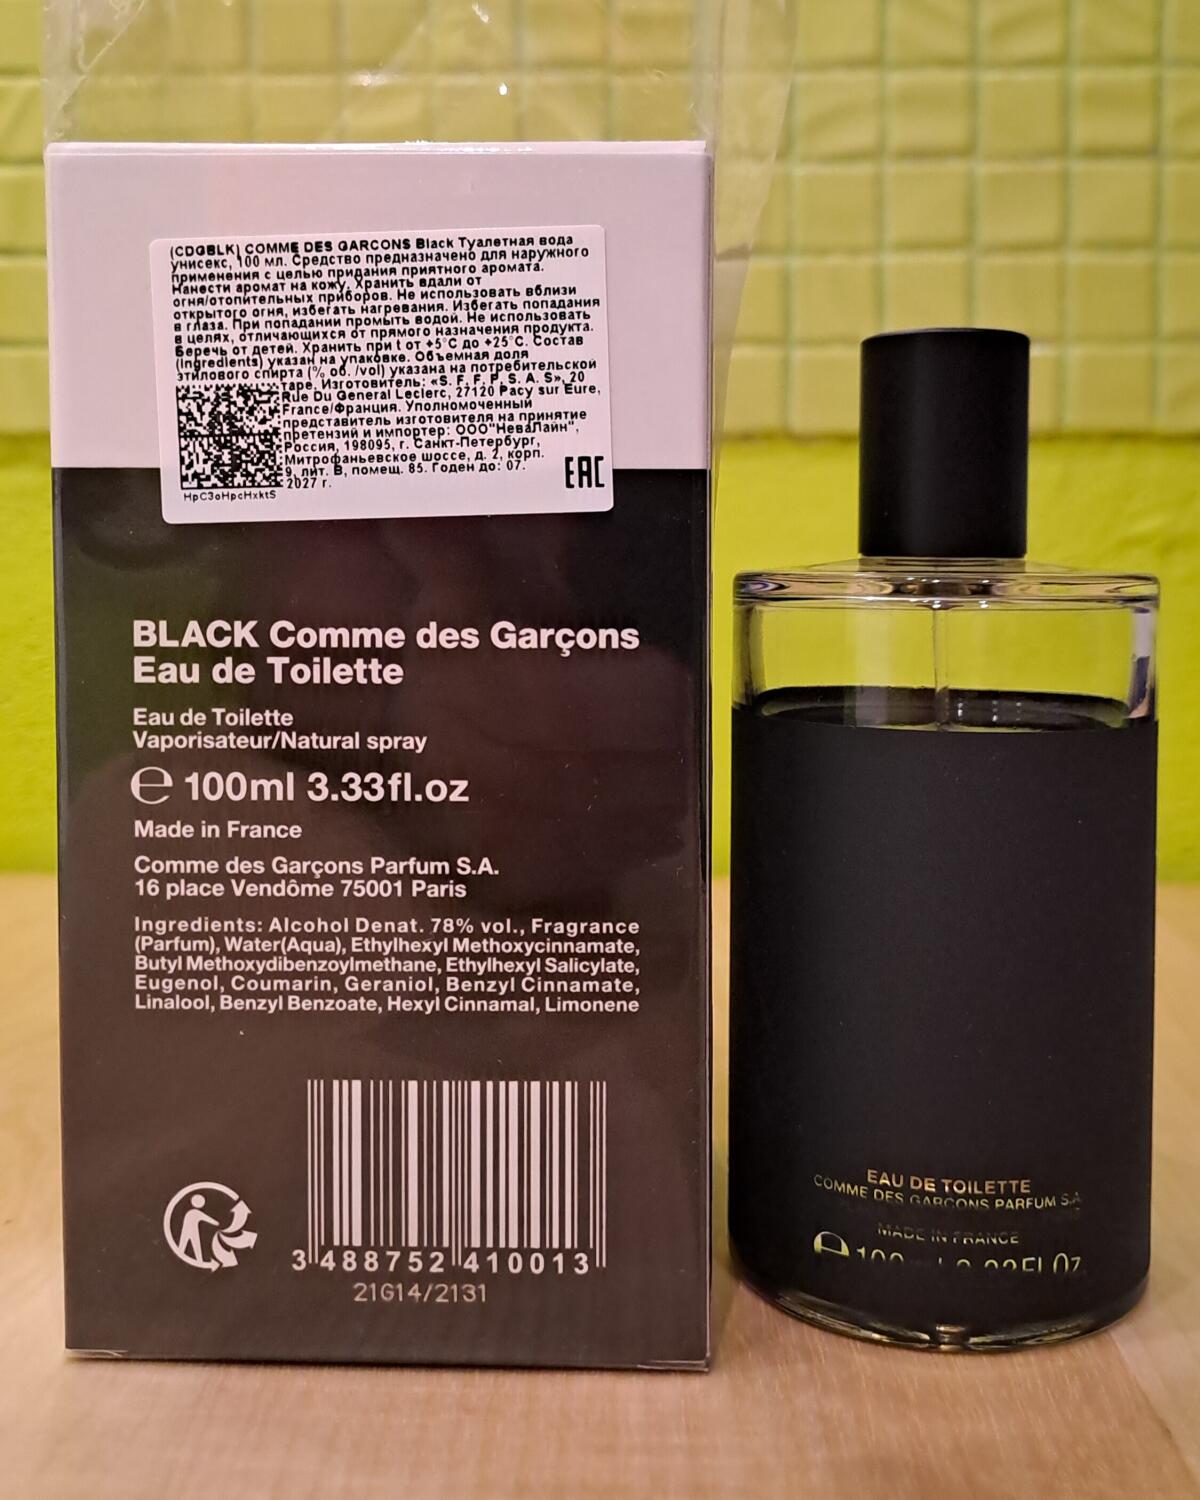 (CDGBLK) COMME DES GARCONS Black Туалетная вода
унисекс, 100 мл. Средство предназначено для наружного
применения с целью придания приятного аромата.
Нанести аромат на кожу. Хранить вдали от
огня/отопительных приборов. Не использовать вблизи
открытого огня, избегать нагревания. Избегать попадания
в глаза. При попадании промыть водой. Не использовать
в целях, отличающихся от прямого назначения продукта.
Беречь от детей. Хранить при t от +5°C до +25°C. Состав
(Ingredients) указан на упаковке. Объемная доля
этилового спирта (% об. /vol) указана на потребительской
таре. Изготовитель: «S. F. F. P. S. A. S», 20
Rue Du General Leclerc, 27120 Pacy sur Eure,
France/Франция. Уполномоченный
представитель изготовителя на принятие
претензий и импортер: ООО"НеваЛайн",
Россия, 198095, г. Санкт-Петербург,
Митрофаньевское шоссе, д. 2, корп.
9, лит. В, помещ. 85. Годен до: 07.
2027 г.
HpC3oHpcHxktS
EAC
BLACK Comme des Garçons
Eau de Toilette
Eau de Toilette
Vaporisateur/Natural spray
℮ 100ml 3.33fl.oz
Made in France
Comme des Garçons Parfum S.A.
16 place Vendôme 75001 Paris
Ingredients: Alcohol Denat. 78% vol., Fragrance
(Parfum), Water(Aqua), Ethylhexyl Methoxycinnamate,
Butyl Methoxydibenzoylmethane, Ethylhexyl Salicylate,
Eugenol, Coumarin, Geraniol, Benzyl Cinnamate,
Linalool, Benzyl Benzoate, Hexyl Cinnamal, Limonene
3 488752 410013
21G14/2131
EAU DE TOILETTE
COMME DES GARCONS PARFUM S.A
MADE IN FRANCE